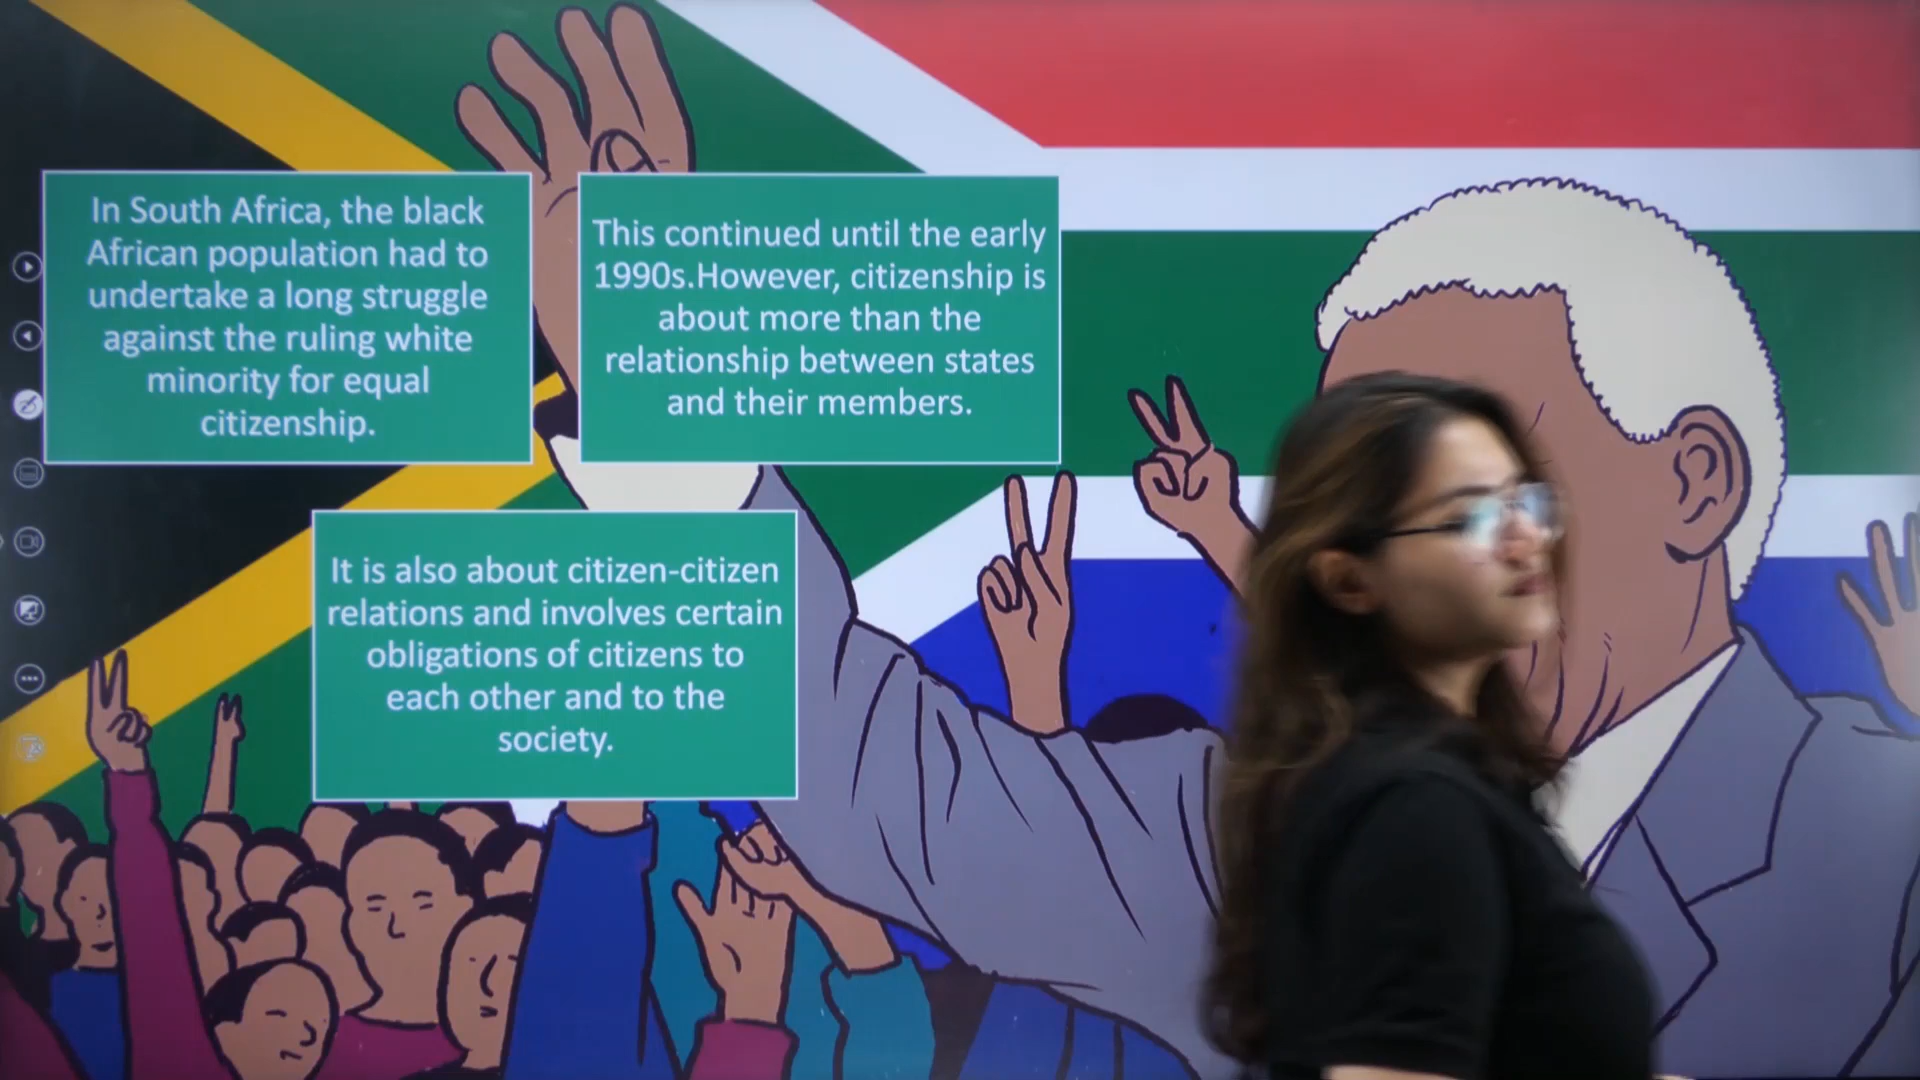 In South Africa, the black
African population had to
undertake a long struggle
against the ruling white
minority for equal
citizenship.
This continued until the early
1990s.However, citizenship is
about more than the
relationship between states
and their members.
It is also about citizen-citizen
relations and involves certain
obligations of citizens to
each other and to the
society.